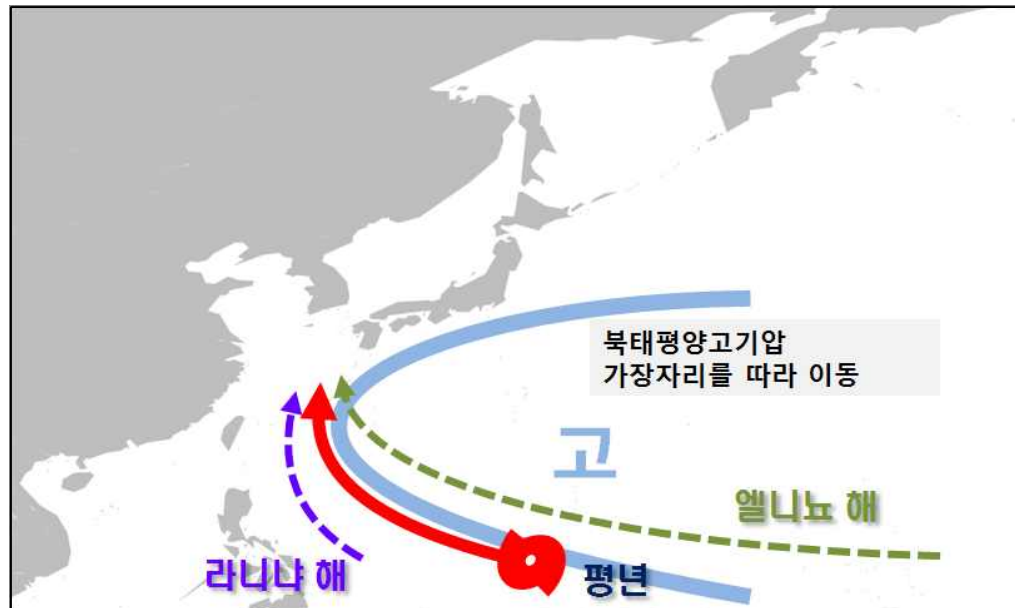 북태평양고기압
가장자리를 따라 이동
고
엘니뇨 해
라니냐 해
평년